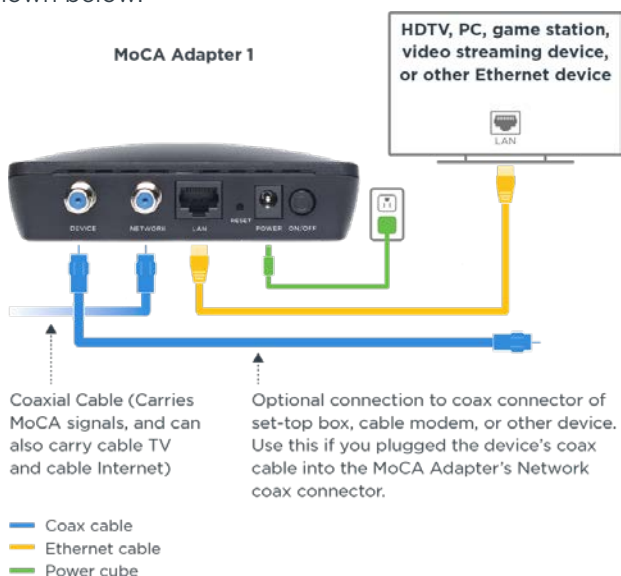 own below.
MoCA Adapter 1
HDTV, PC, game station,
video streaming device,
or other Ethernet device
LAN
DEVICE
NETWORK
LAN
RESET
POWER
ON/OFF
Coaxial Cable (Carries
MoCA signals, and can
also carry cable TV
and cable Internet)
Optional connection to coax connector of
set-top box, cable modem, or other device.
Use this if you plugged the device's coax
cable into the MoCA Adapter's Network
coax connector.
Coax cable
Ethernet cable
Power cube